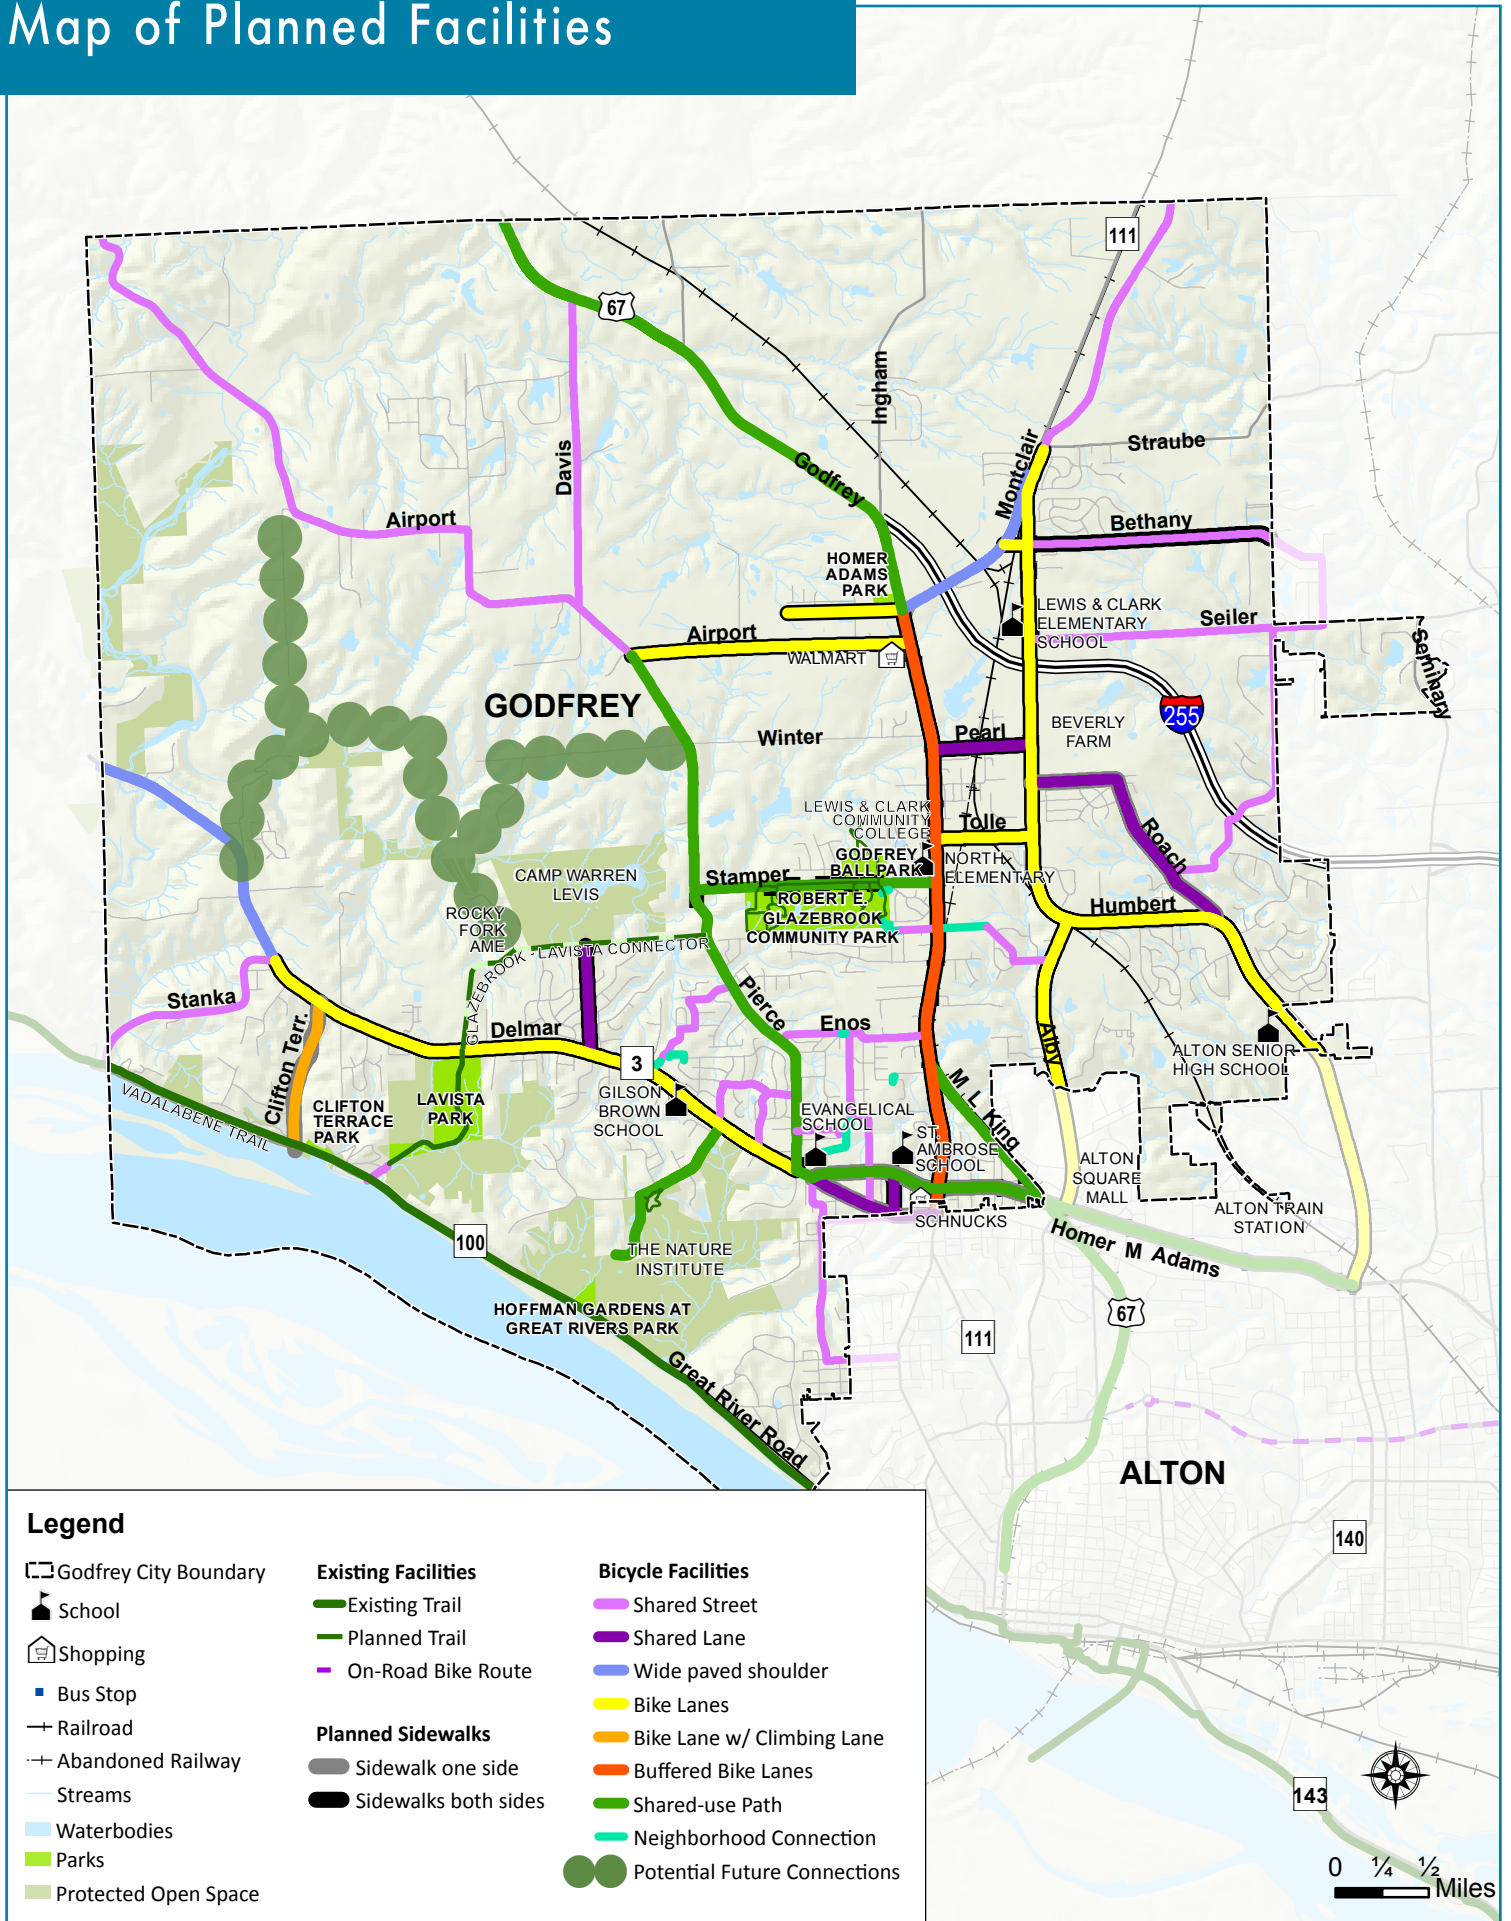 Map of Planned Facilities
111
67
Ingham
Straube
Montclair
Davis
Godfrey
Bethany
Airport
HOMER
ADAMS
PARK
LEWIS & CLARK
ELEMENTARY
SCHOOL
Seiler
Airport
WALMART
Seminary
GODFREY
255
BEVERLY
FARM
Winter
Pearl
LEWIS & CLARK
COMMUNITY
COLLEGE
Tolle
Roach
GODFREY
BALLPARK
NORTH
ELEMENTARY
CAMP WARREN
LEVIS
Stamper
ROBERT E.
GLAZEBROOK
COMMUNITY PARK
Humbert
ROCKY
FORK
AME
GLAZEBROOK - LAVISTA CONNECTOR
Stanka
Pierce
Delmar
Enos
Clifton Terr.
3
Alby
ALTON SENIOR
HIGH SCHOOL
VADALABENE TRAIL
CLIFTON
TERRACE
PARK
LAVISTA
PARK
GILSON
BROWN
SCHOOL
M L King
EVANGELICAL
SCHOOL
ST.
AMBROSE
SCHOOL
ALTON
SQUARE
MALL
ALTON TRAIN
STATION
SCHNUCKS
Homer M Adams
100
THE NATURE
INSTITUTE
HOFFMAN GARDENS AT
GREAT RIVERS PARK
67
111
Great River Road
ALTON
140
143
Legend
Godfrey City Boundary
School
Shopping
Bus Stop
Railroad
Abandoned Railway
Streams
Waterbodies
Parks
Protected Open Space
Existing Facilities
Existing Trail
Planned Trail
On-Road Bike Route
Planned Sidewalks
Sidewalk one side
Sidewalks both sides
Bicycle Facilities
Shared Street
Shared Lane
Wide paved shoulder
Bike Lanes
Bike Lane w/ Climbing Lane
Buffered Bike Lanes
Shared-use Path
Neighborhood Connection
Potential Future Connections
0 ¼ ½
Miles